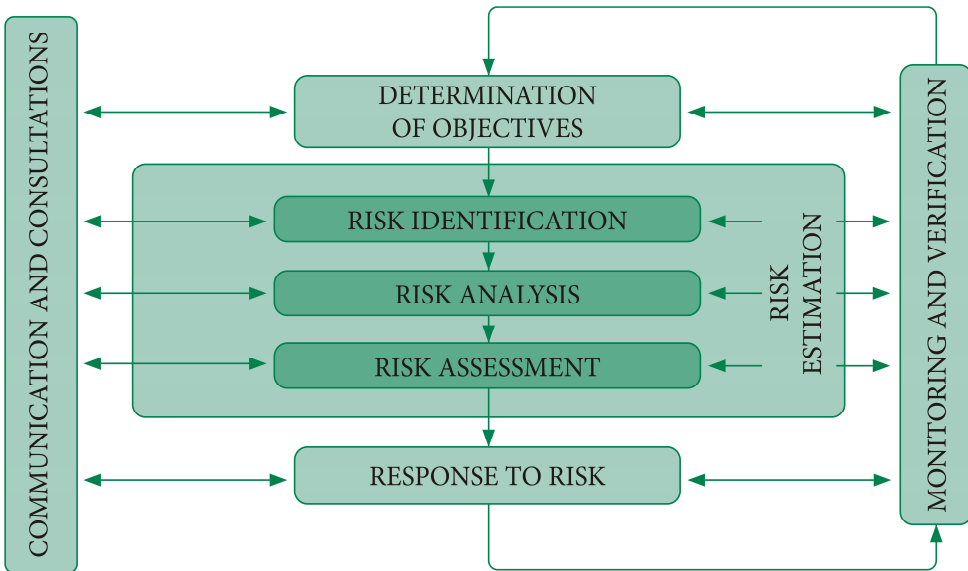 COMMUNICATION AND CONSULTATIONS
DETERMINATION
OF OBJECTIVES
RISK IDENTIFICATION
RISK ANALYSIS
RISK ASSESSMENT
RISK
ESTIMATION
RESPONSE TO RISK
MONITORING AND VERIFICATION